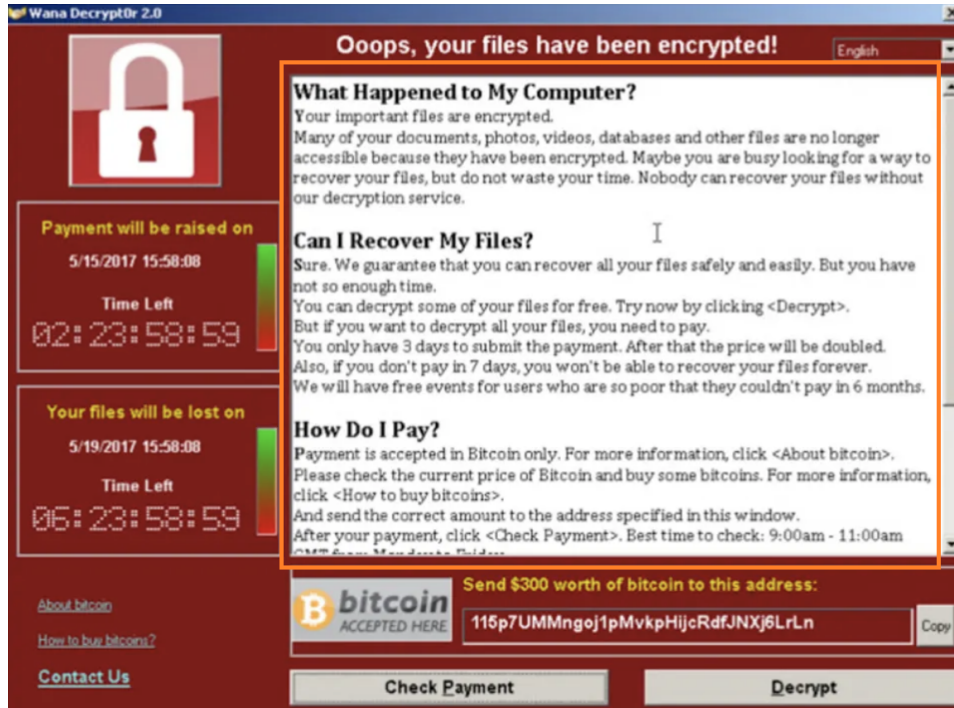 Wana Decrypt0r 2.0
Ooops, your files have been encrypted!
English
What Happened to My Computer?
Your important files are encrypted.
Many of your documents, photos, videos, databases and other files are no longer
accessible because they have been encrypted. Maybe you are busy looking for a way to
recover your files, but do not waste your time. Nobody can recover your files without
our decryption service.
Can I Recover My Files?
Sure. We guarantee that you can recover all your files safely and easily. But you have
not so enough time.
You can decrypt some of your files for free. Try now by clicking <Decrypt>.
But if you want to decrypt all your files, you need to pay.
You only have 3 days to submit the payment. After that the price will be doubled.
Also, if you don't pay in 7 days, you won't be able to recover your files forever.
We will have free events for users who are so poor that they couldn't pay in 6 months.
How Do I Pay?
Payment is accepted in Bitcoin only. For more information, click <About bitcoin>.
Please check the current price of Bitcoin and buy some bitcoins. For more information,
click <How to buy bitcoins>.
And send the correct amount to the address specified in this window.
After your payment, click <Check Payment>. Best time to check: 9:00am - 11:00am
GMT from Monday to Friday
Payment will be raised on
5/15/2017 15:58:08
Time Left
02:23:58:59
Your files will be lost on
5/19/2017 15:58:08
Time Left
06:23:58:59
About bitcoin
How to buy bitcoins?
Contact Us
bitcoin
ACCEPTED HERE
Send $300 worth of bitcoin to this address:
115p7UMMngoj1pMvkpHijcRdfJNXj6LrLn
Copy
Check Payment
Decrypt